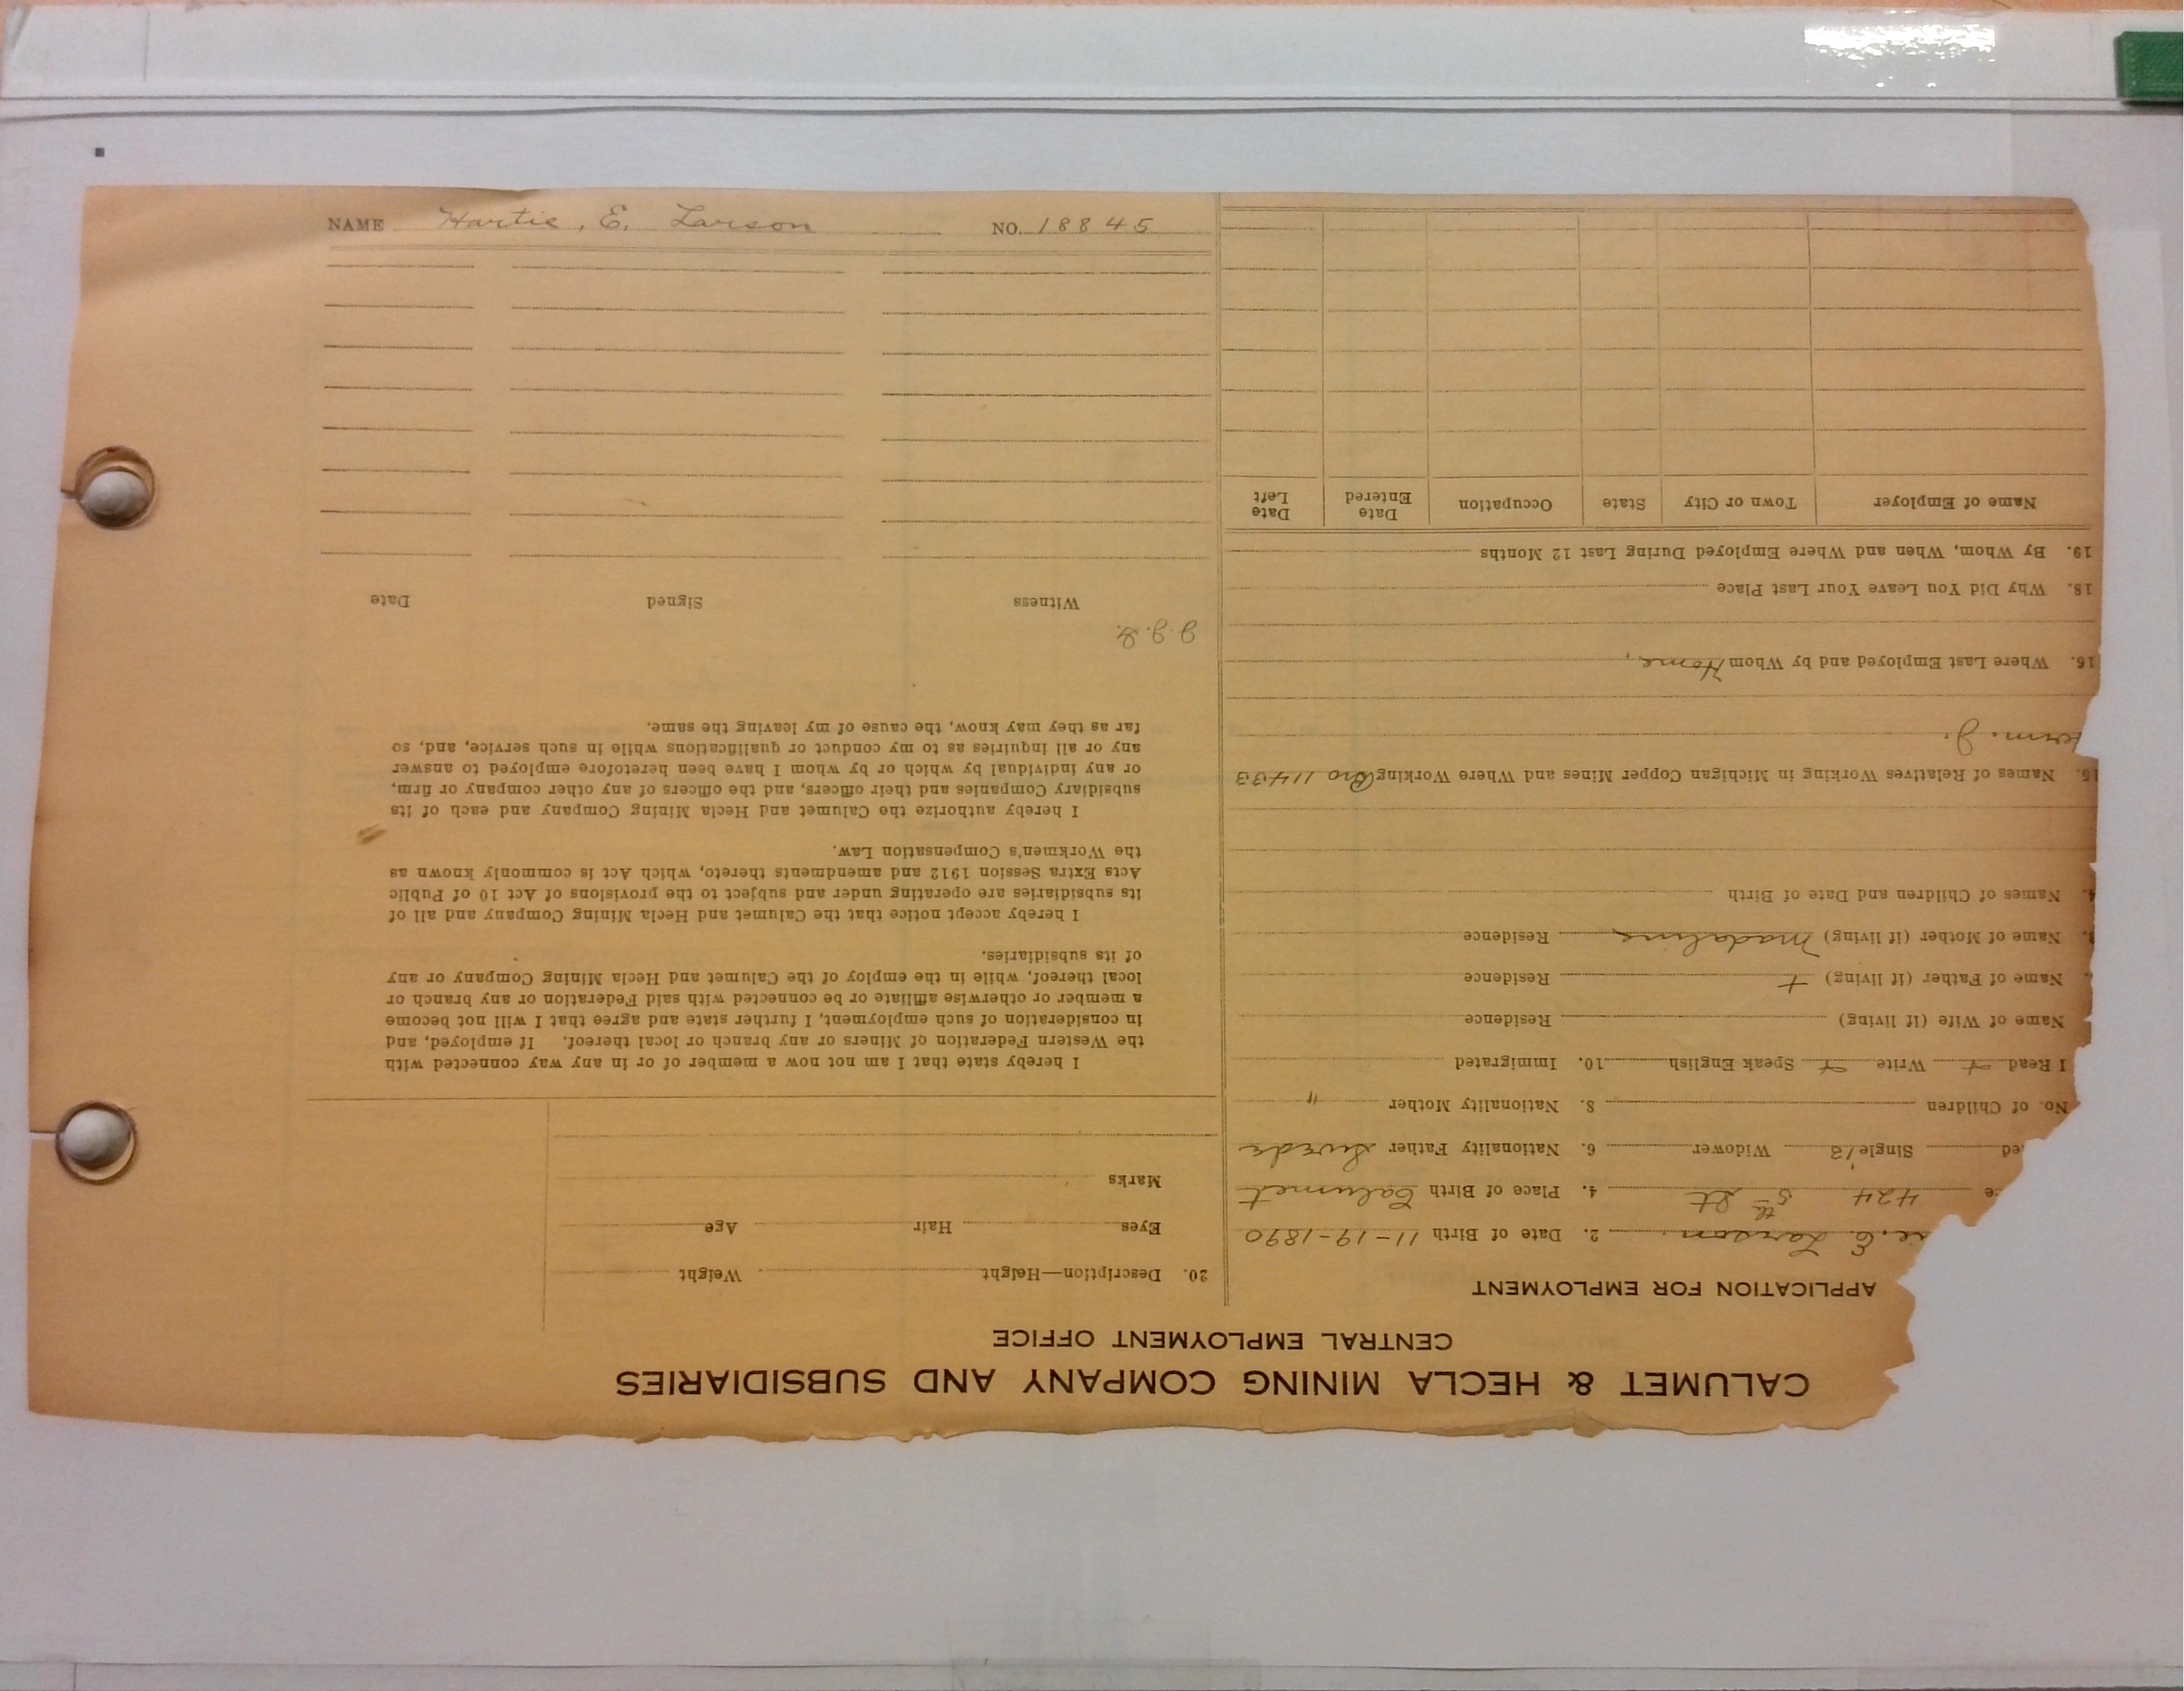 NAME Hartie, E. Larson NO. 18845
CALUMET & HECLA MINING COMPANY AND SUBSIDIARIES
CENTRAL EMPLOYMENT OFFICE
APPLICATION FOR EMPLOYMENT
ie. E. Larson. 2. Date of Birth 11-19-1890
e 424 5th St 4. Place of Birth Calumet
ed Single Widower 6. Nationality Father Swede
No. of Children 8. Nationality Mother "
I Read Write Speak English 10. Immigrated
Name of Wife (if living) Residence
Name of Father (if living) + Residence
Name of Mother (if living) Madaline Residence
4. Names of Children and Date of Birth
15. Names of Relatives Working in Michigan Copper Mines and Where Working Bro 11433
16. Where Last Employed and by Whom Home,
18. Why Did You Leave Your Last Place
19. By Whom, When and Where Employed During Last 12 Months
Name of Employer Town or City State Occupation Date Entered Date Left
20. Description—Height Weight
Eyes Hair Age
Marks
I hereby state that I am not now a member of or in any way connected with
the Western Federation of Miners or any branch or local thereof. If employed, and
in consideration of such employment, I further state and agree that I will not become
a member or otherwise affiliate or be connected with said Federation or any branch or
local thereof, while in the employ of the Calumet and Hecla Mining Company or any
of its subsidiaries.
I hereby accept notice that the Calumet and Hecla Mining Company and all of
its subsidiaries are operating under and subject to the provisions of Act 10 of Public
Acts Extra Session 1912 and amendments thereto, which Act is commonly known as
the Workmen's Compensation Law.
I hereby authorize the Calumet and Hecla Mining Company and each of its
subsidiary Companies and their officers, and the officers of any other company or firm,
or any individual by which or by whom I have been heretofore employed to answer
any or all inquiries as to my conduct or qualifications while in such service, and, so
far as they may know, the cause of my leaving the same.
Witness Signed Date